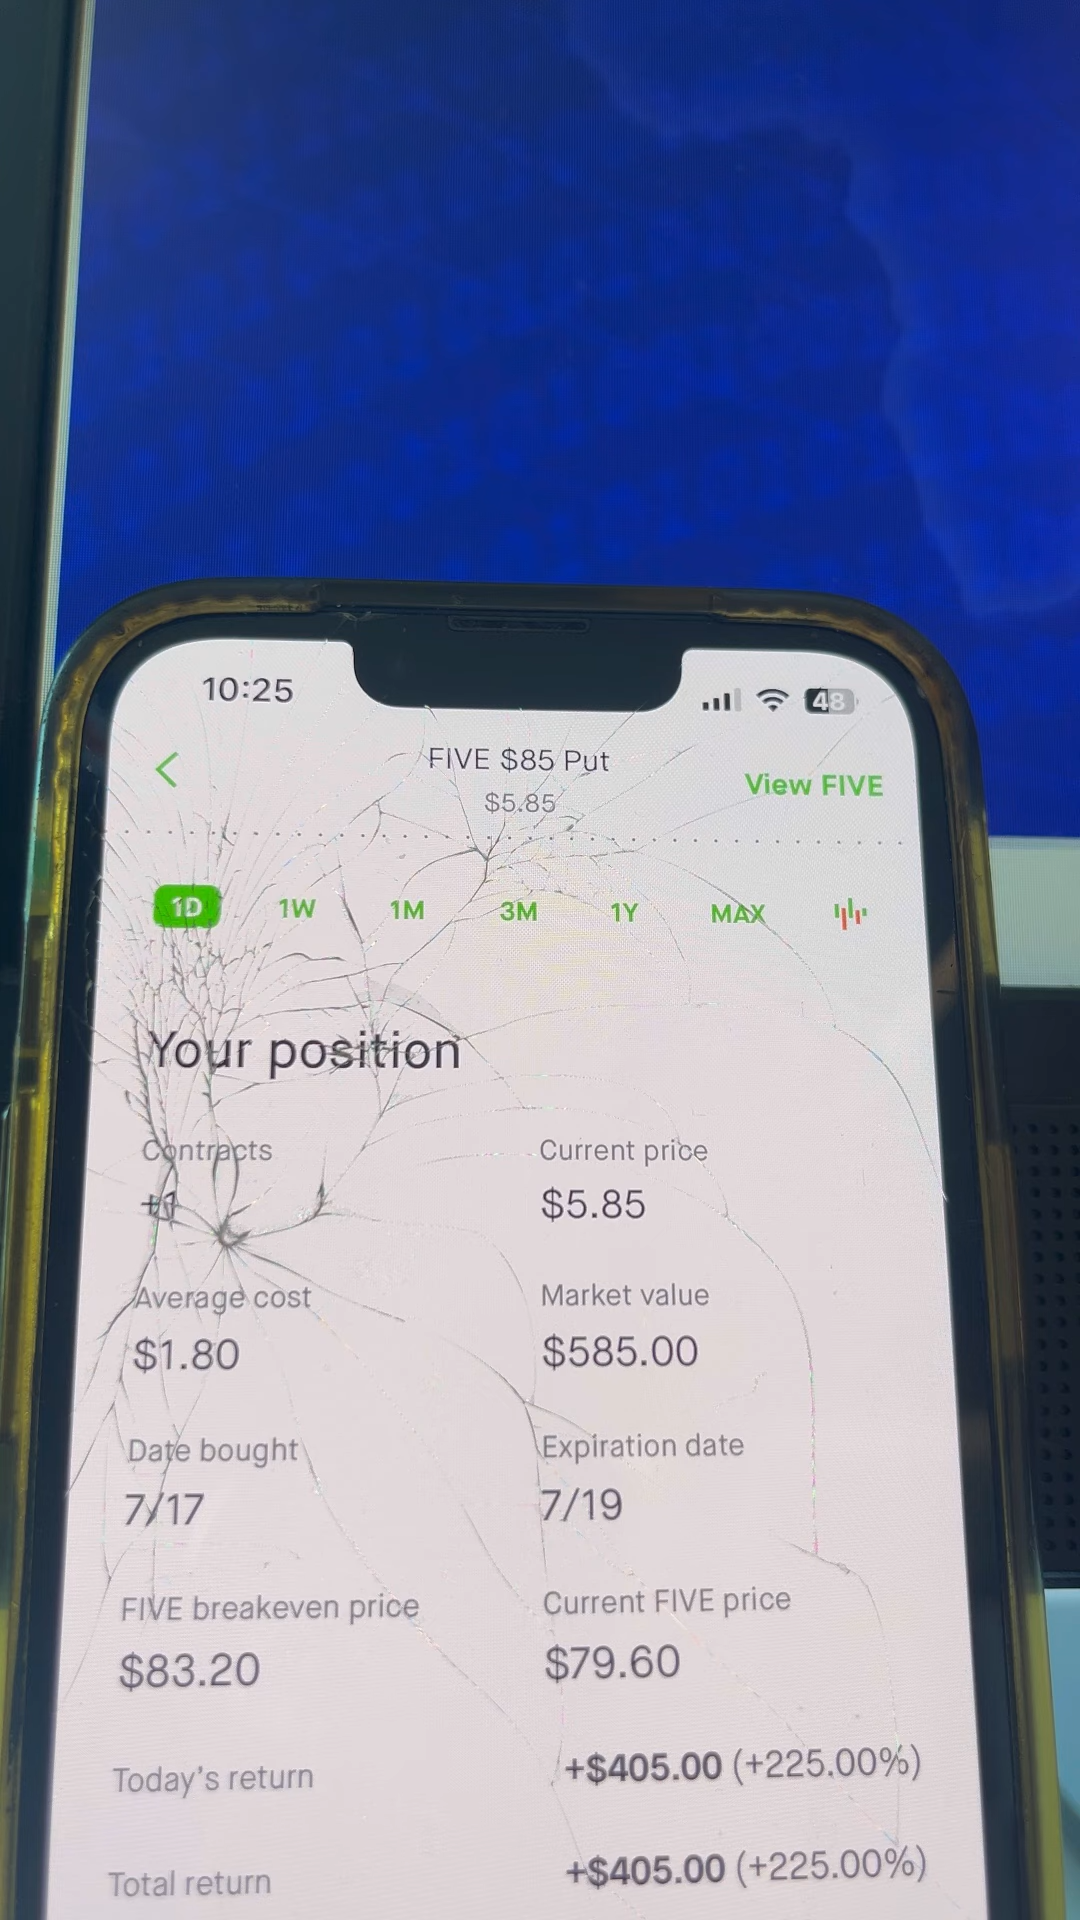 10:25
48
FIVE $85 Put
$5.85
View FIVE
1D 1W 1M 3M 1Y MAX
Your position
Contracts Current price
+1 $5.85
Average cost Market value
$1.80 $585.00
Date bought Expiration date
7/17 7/19
FIVE breakeven price Current FIVE price
$83.20 $79.60
Today's return +$405.00 (+225.00%)
Total return +$405.00 (+225.00%)